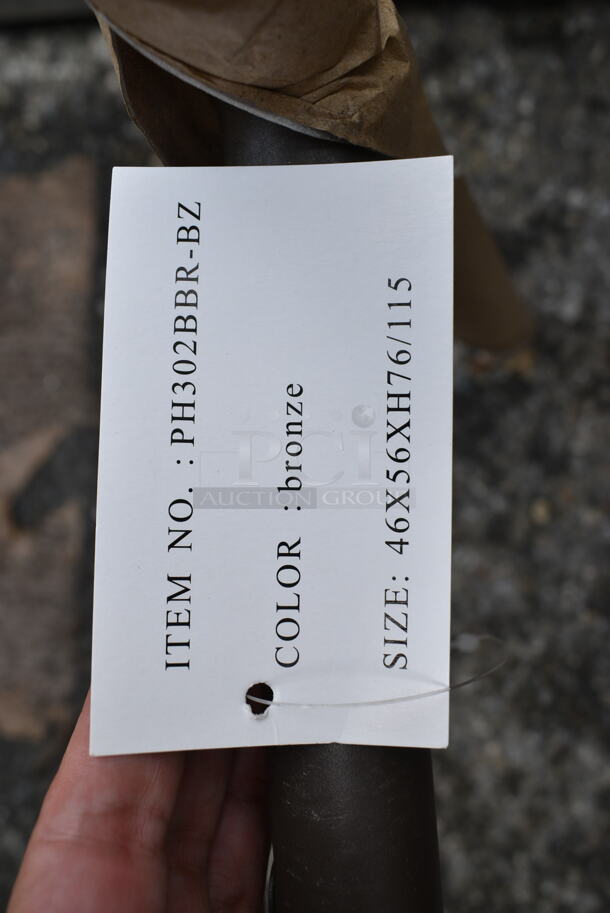 ITEM NO. : PH302BBR-BZ
COLOR : bronze
SIZE: 46X56XH76/115
PCI
AUCTION GROUP